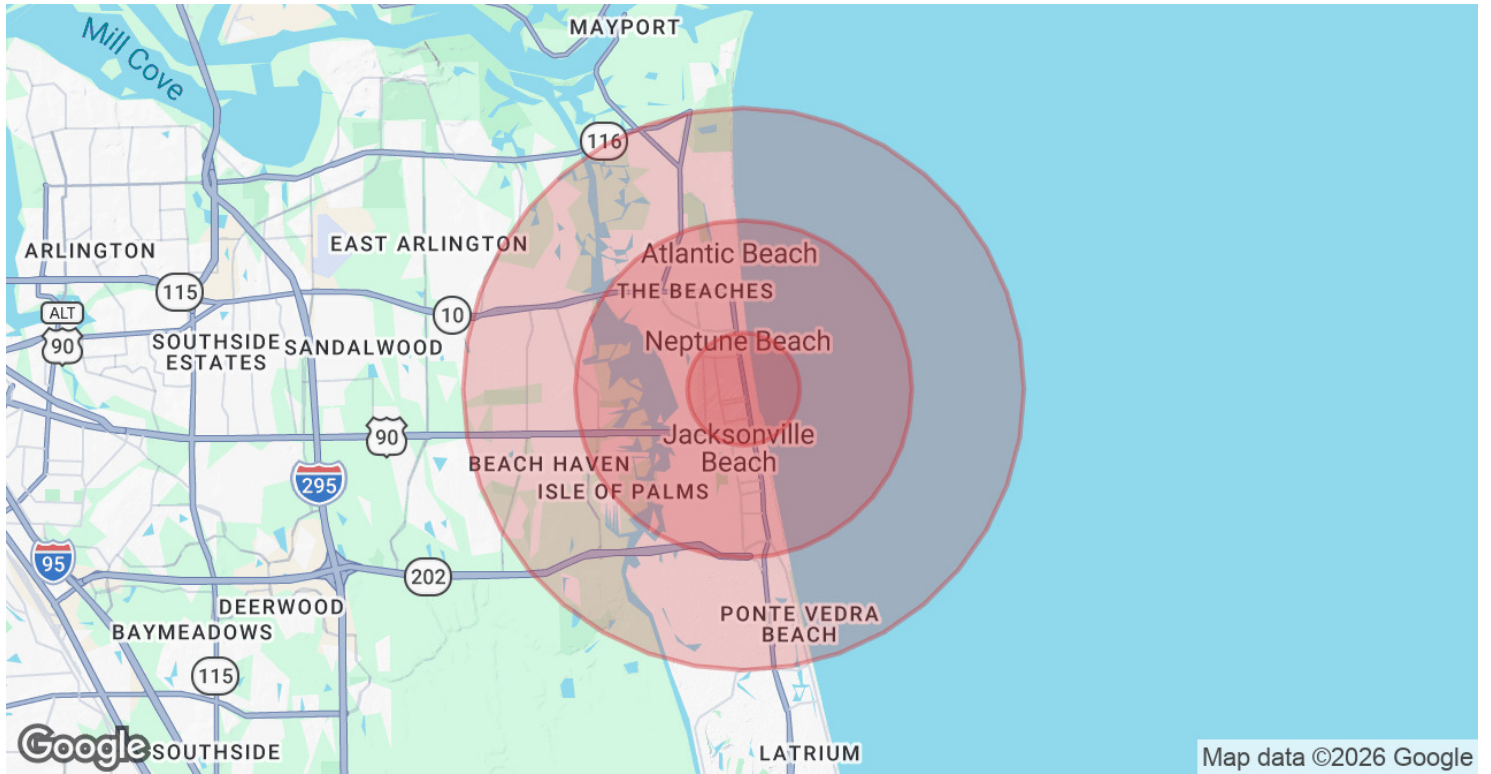 MAYPORT
Mill Cove
116
ARLINGTON
EAST ARLINGTON
Atlantic Beach
115
THE BEACHES
ALT
90
10
SOUTHSIDE
ESTATES
SANDALWOOD
Neptune Beach
90
Jacksonville
Beach
BEACH HAVEN
295
ISLE OF PALMS
95
202
DEERWOOD
PONTE VEDRA
BEACH
BAYMEADOWS
115
Google
SOUTHSIDE
LATRIUM
Map data ©2026 Google